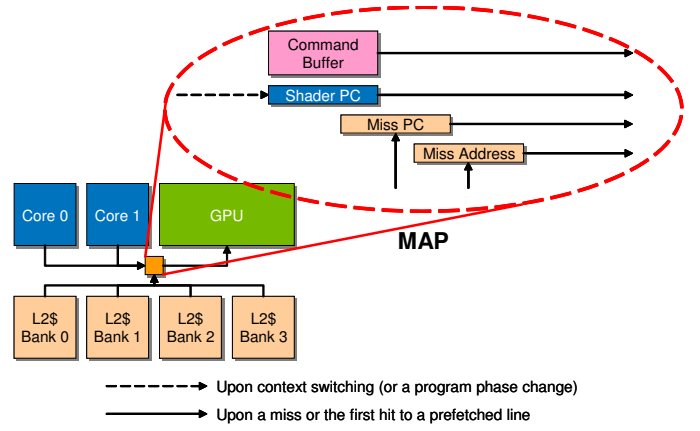 Command
Buffer
Shader PC
Miss PC
Miss Address
Core 0
Core 1
GPU
MAP
L2$
Bank 0
L2$
Bank 1
L2$
Bank 2
L2$
Bank 3
Upon context switching (or a program phase change)
Upon a miss or the first hit to a prefetched line